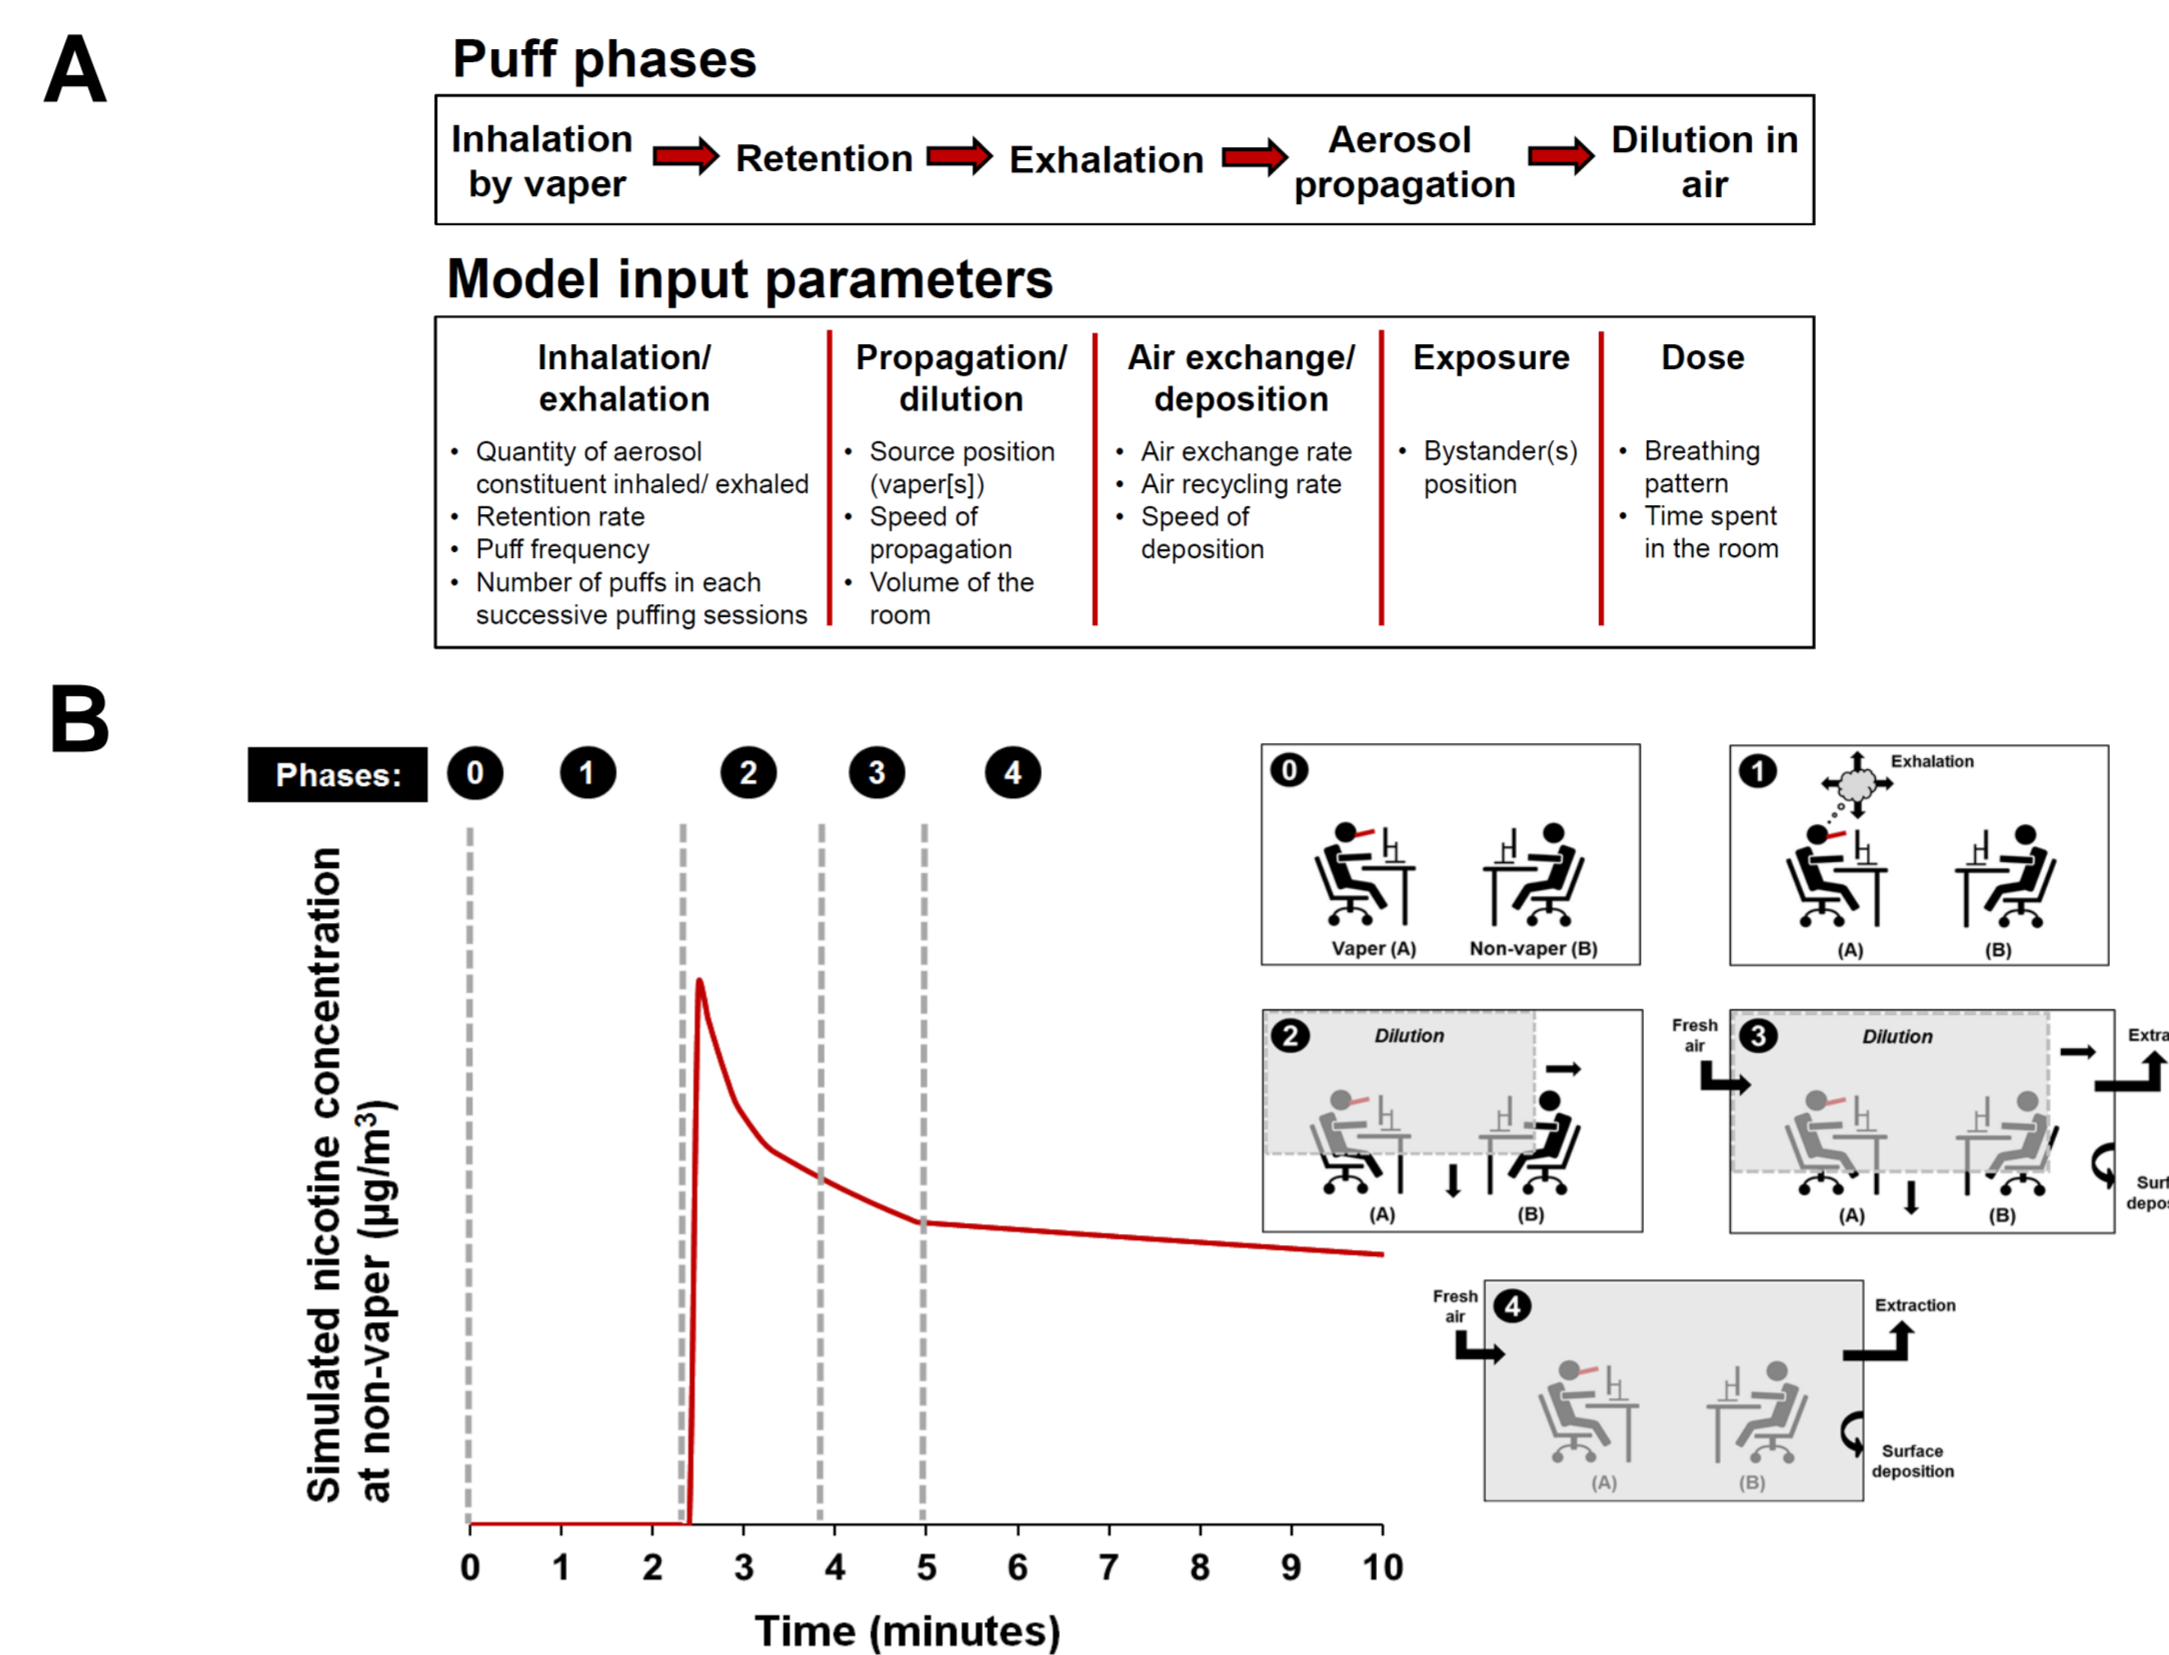 A
Puff phases
Inhalation
by vaper
Retention
Exhalation
Aerosol
propagation
Dilution in
air
Model input parameters
Inhalation/
exhalation
• Quantity of aerosol
constituent inhaled/ exhaled
• Retention rate
• Puff frequency
• Number of puffs in each
successive puffing sessions
Propagation/
dilution
• Source position
(vaper[s])
• Speed of
propagation
• Volume of the
room
Air exchange/
deposition
• Air exchange rate
• Air recycling rate
• Speed of
deposition
Exposure
• Bystander(s)
position
Dose
• Breathing
pattern
• Time spent
in the room
B
Phases: 0 1 2 3 4
Simulated nicotine concentration
at non-vaper (µg/m³)
0 1 2 3 4 5 6 7 8 9 10
Time (minutes)
0
Vaper (A) Non-vaper (B)
1
Exhalation
(A) (B)
2
Dilution
(A) (B)
Fresh
air
3
Dilution
Extra
Surf
depos
(A) (B)
Fresh
air
4
Extraction
Surface
deposition
(A) (B)